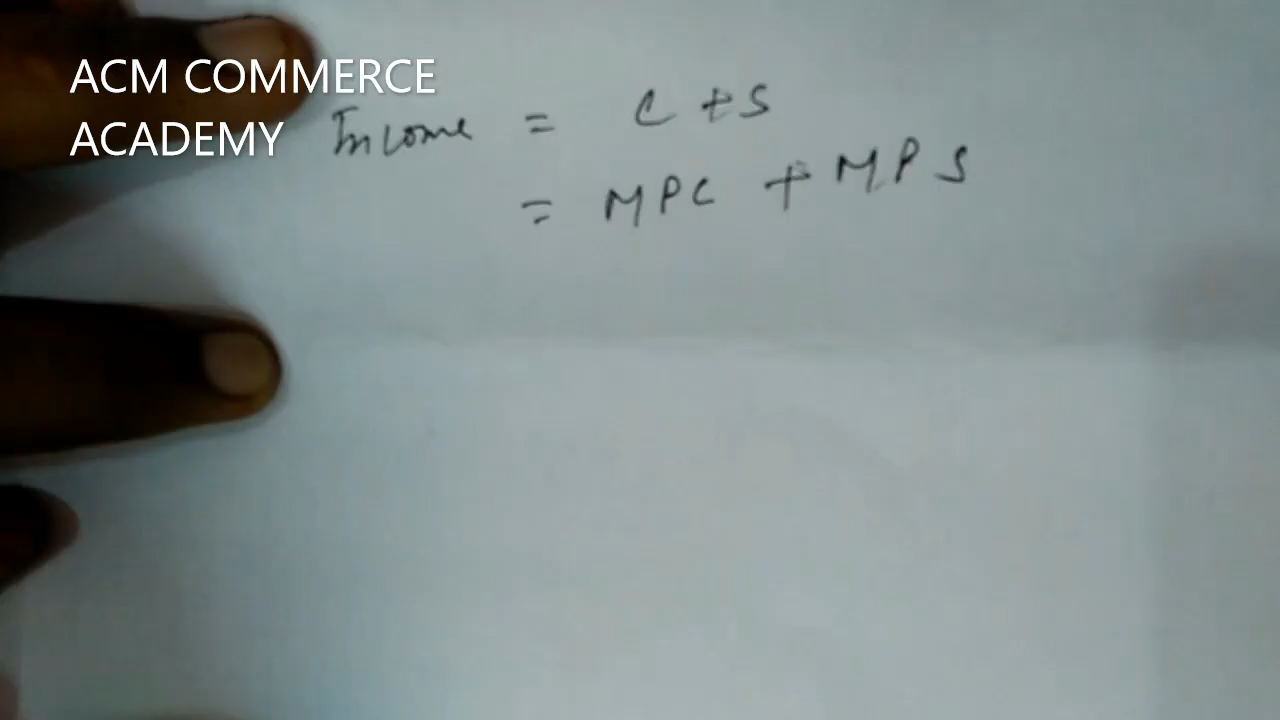 ACM COMMERCE
ACADEMY
Income = C + S
= MPC + MPS